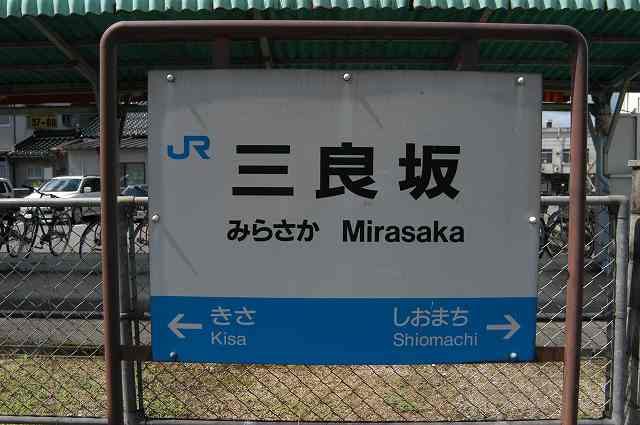 JR 三良坂
みらさか Mirasaka
← きさ しおまち →
Kisa Shiomachi